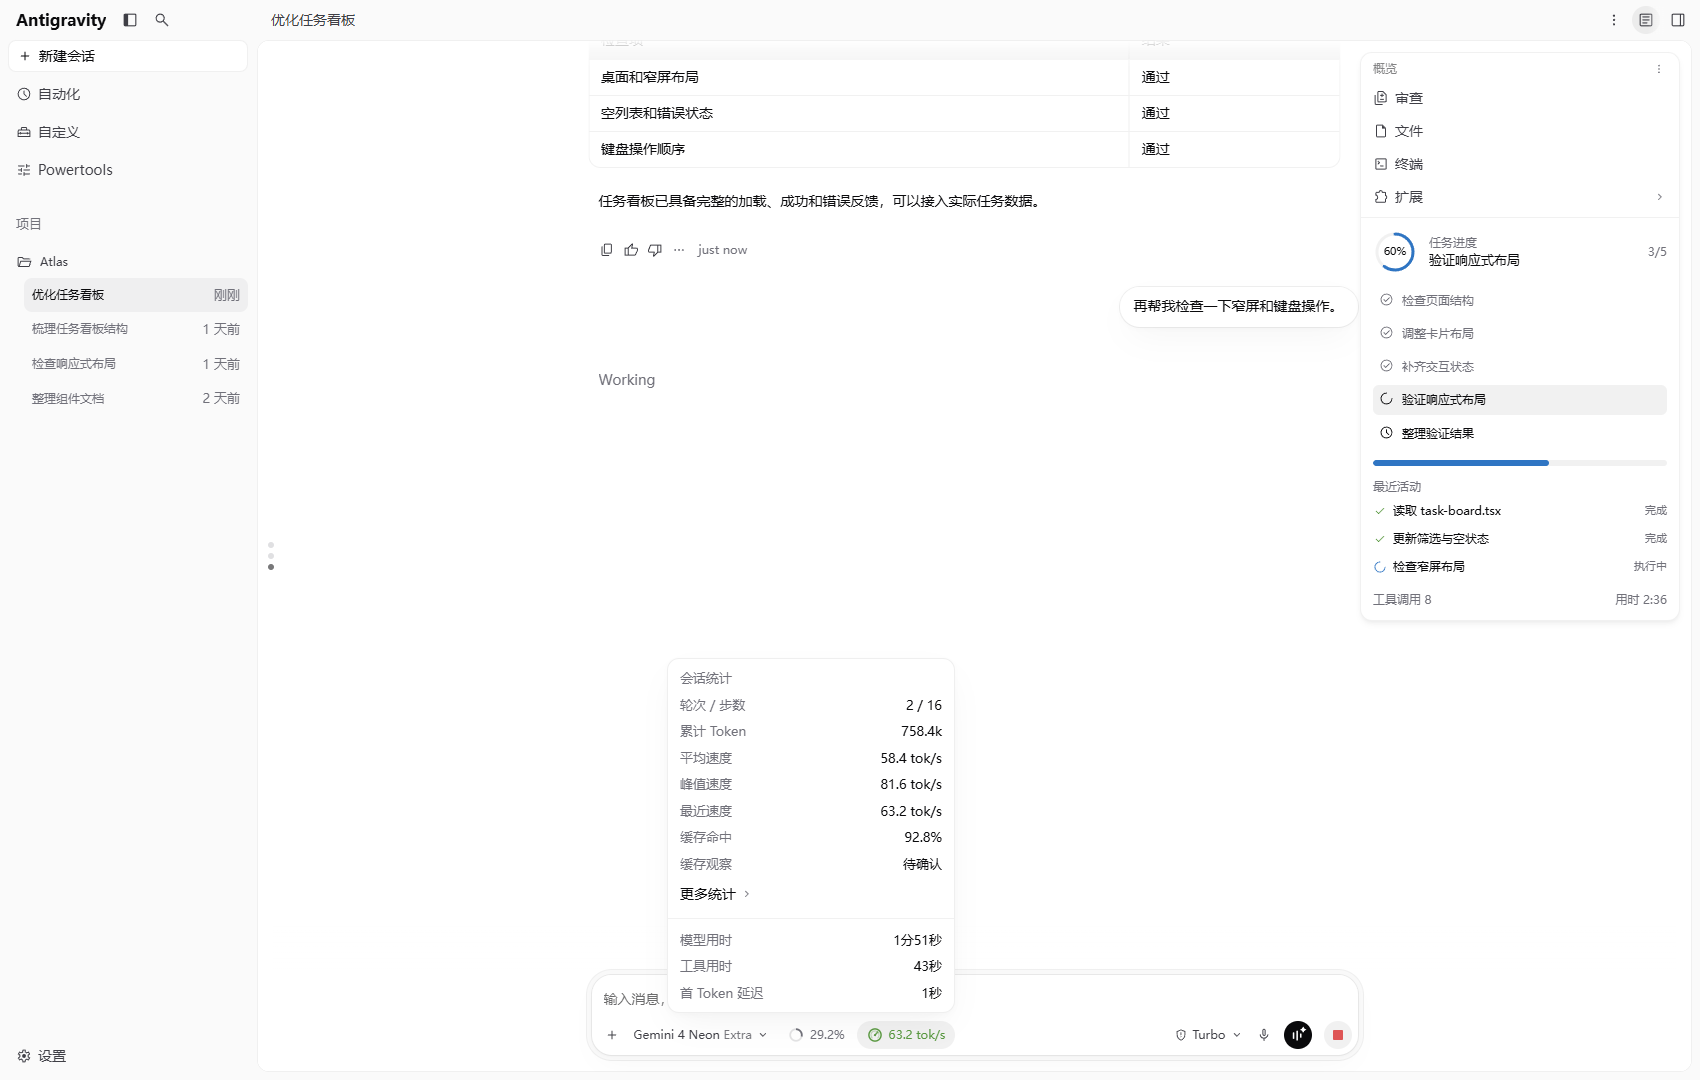 Antigravity
新建会话
自动化
自定义
Powertools
项目
Atlas
优化任务看板 刚刚
梳理任务看板结构 1 天前
检查响应式布局 1 天前
整理组件文档 2 天前
设置
优化任务看板
桌面和窄屏布局 通过
空列表和错误状态 通过
键盘操作顺序 通过
任务看板已具备完整的加载、成功和错误反馈，可以接入实际任务数据。
just now
再帮我检查一下窄屏和键盘操作。
Working
会话统计
轮次 / 步数 2 / 16
累计 Token 758.4k
平均速度 58.4 tok/s
峰值速度 81.6 tok/s
最近速度 63.2 tok/s
缓存命中 92.8%
缓存观察 待确认
更多统计
模型用时 1分51秒
工具用时 43秒
首 Token 延迟 1秒
输入消息，
Gemini 4 Neon Extra 29.2% 63.2 tok/s Turbo
概览
审查
文件
终端
扩展
60% 任务进度 3/5
验证响应式布局
检查页面结构
调整卡片布局
补齐交互状态
验证响应式布局
整理验证结果
最近活动
读取 task-board.tsx 完成
更新筛选与空状态 完成
检查窄屏布局 执行中
工具调用 8 用时 2:36